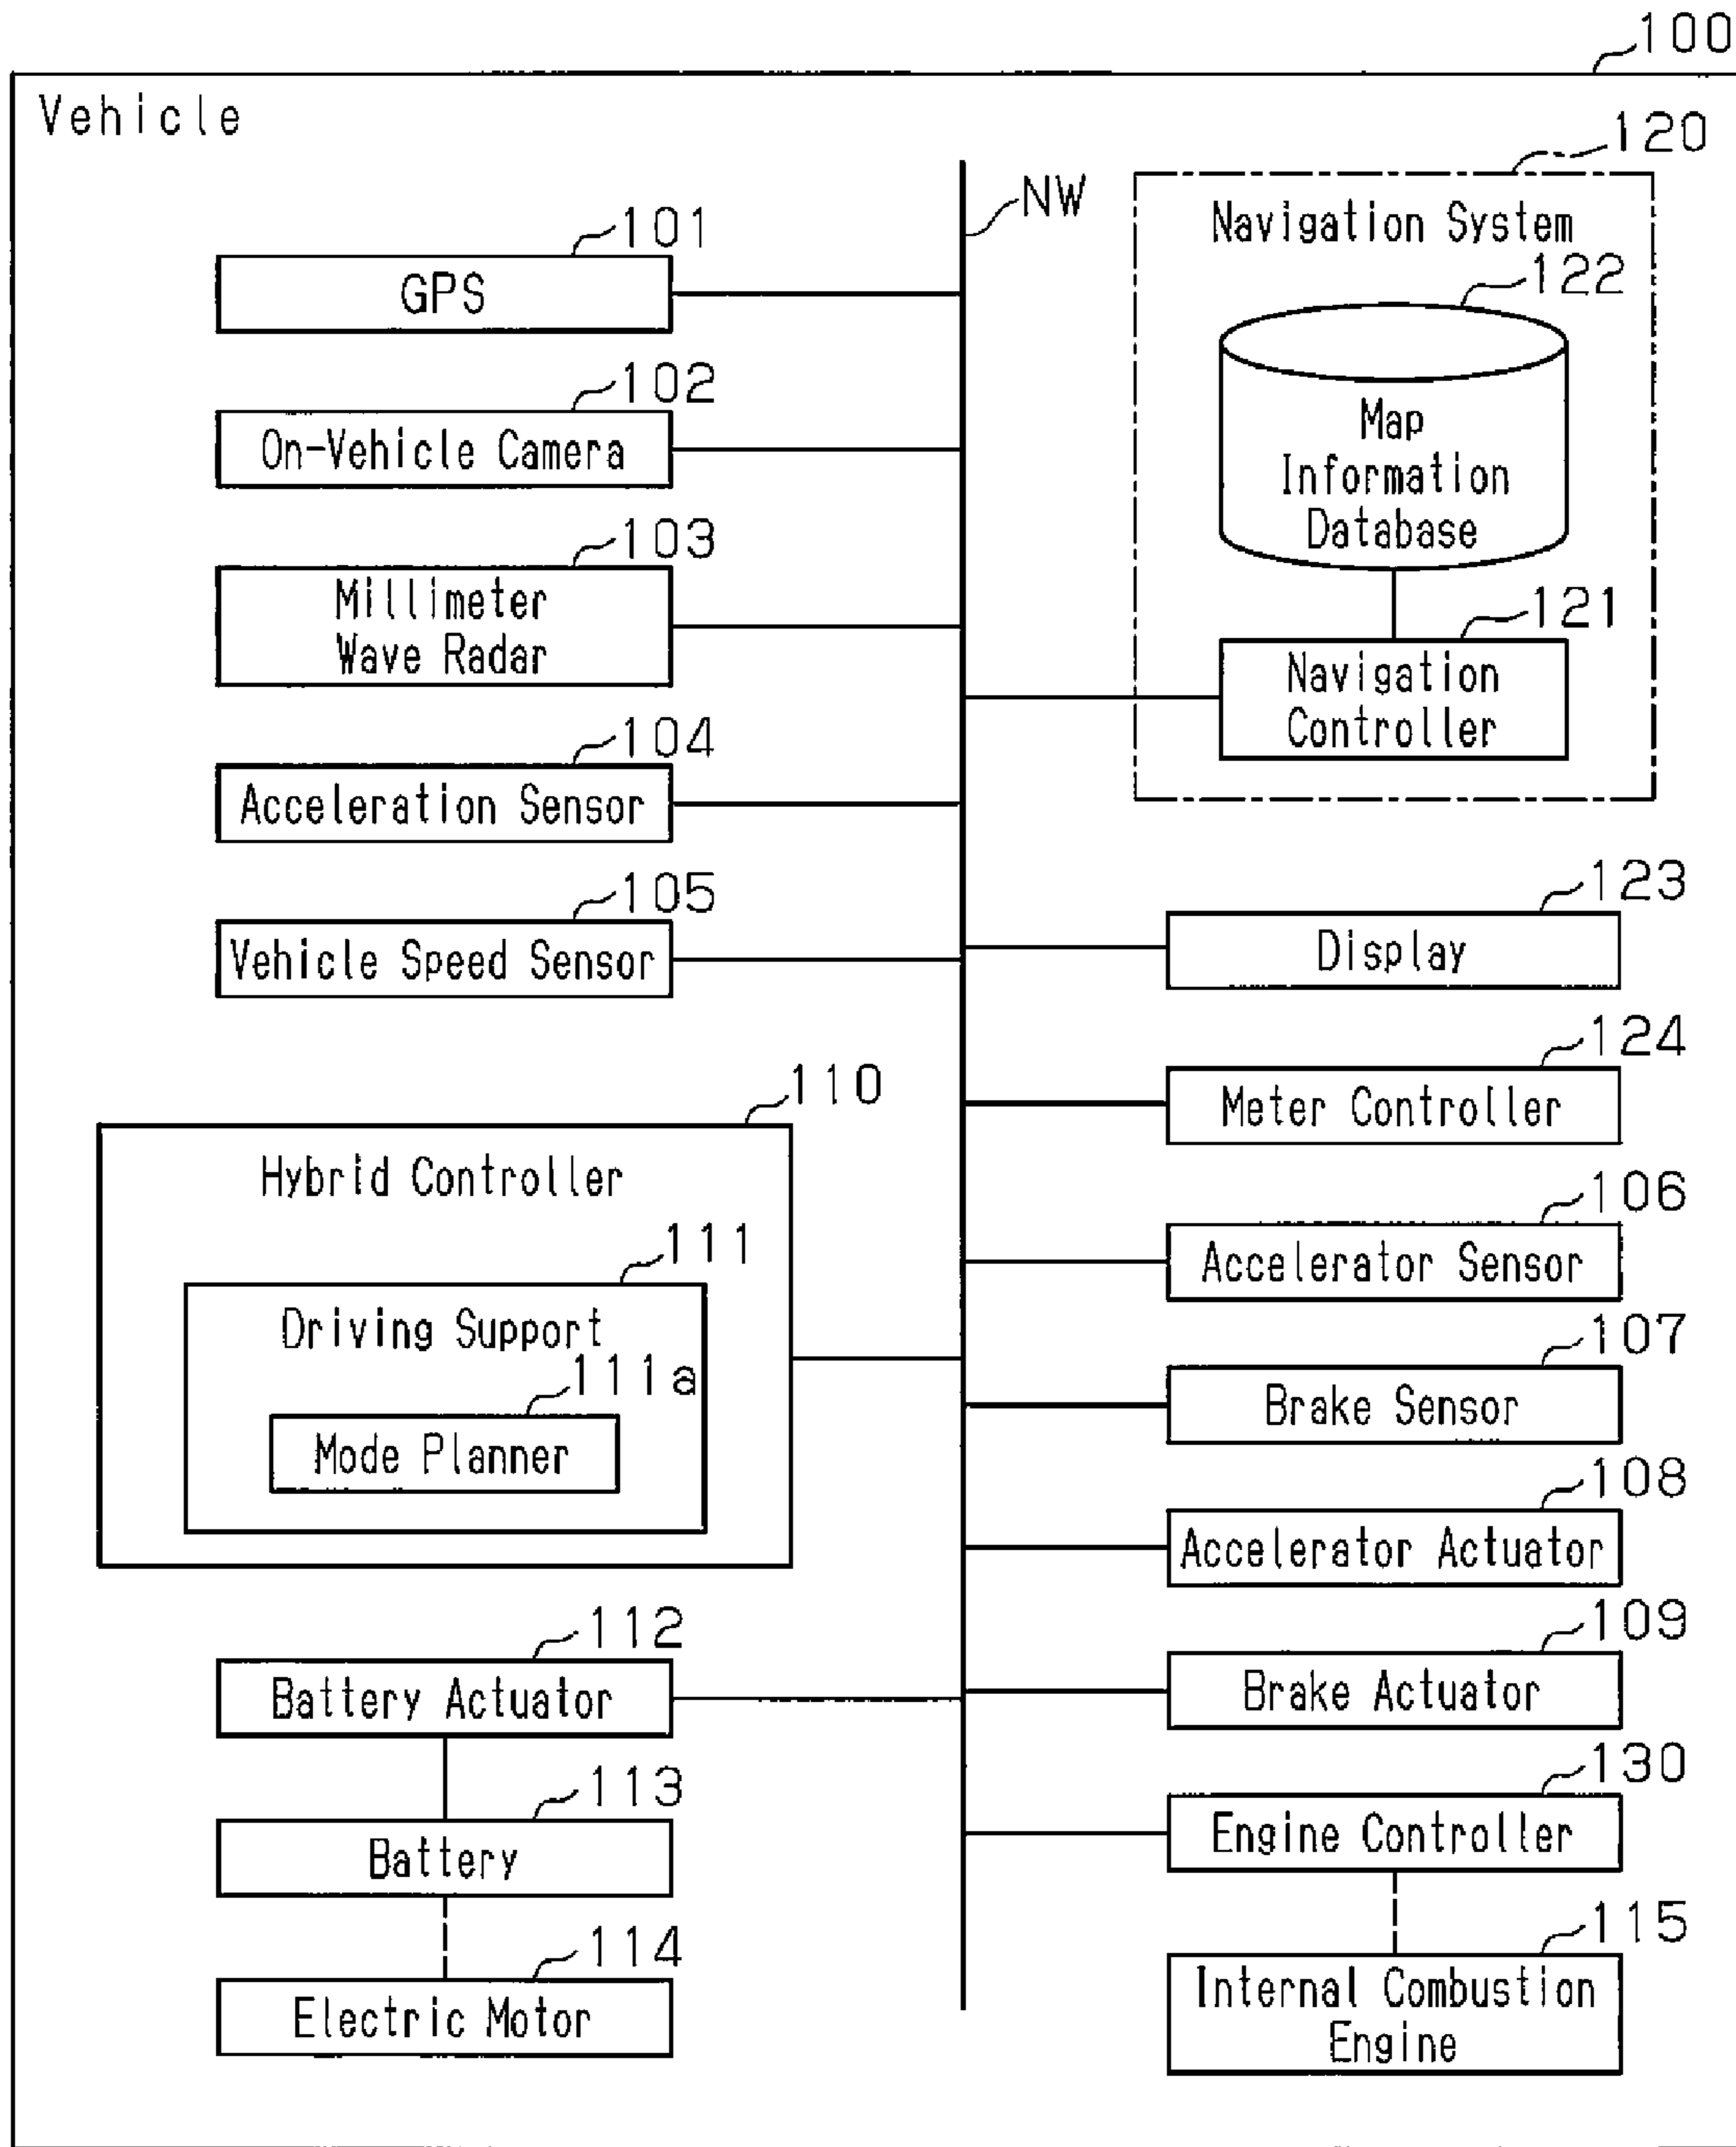 100
Vehicle
NW
101
GPS
102
On-Vehicle Camera
103
Millimeter
Wave Radar
104
Acceleration Sensor
105
Vehicle Speed Sensor
110
Hybrid Controller
111
Driving Support
111a
Mode Planner
112
Battery Actuator
113
Battery
114
Electric Motor
120
Navigation System
122
Map
Information
Database
121
Navigation
Controller
123
Display
124
Meter Controller
106
Accelerator Sensor
107
Brake Sensor
108
Accelerator Actuator
109
Brake Actuator
130
Engine Controller
115
Internal Combustion
Engine